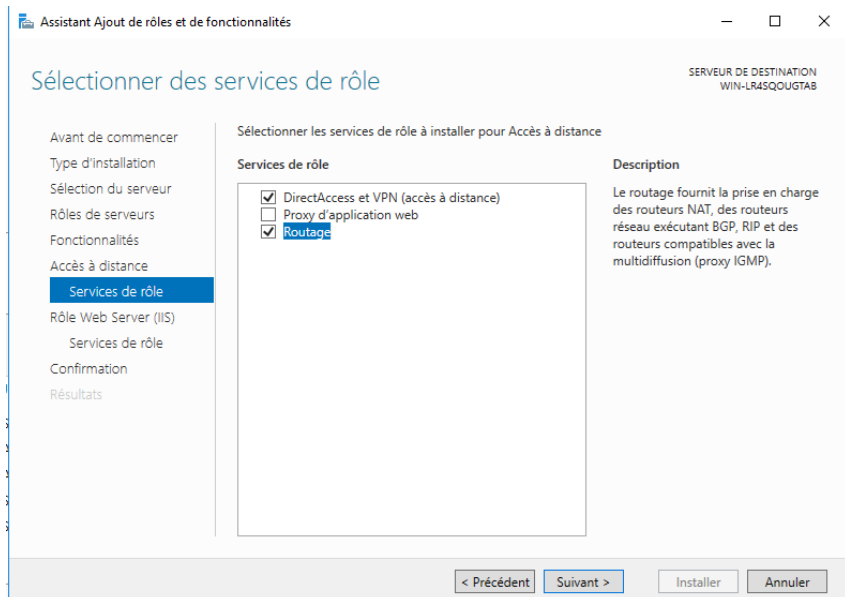 Assistant Ajout de rôles et de fonctionnalités
Sélectionner des services de rôle
SERVEUR DE DESTINATION
WIN-LR4SQOUGTAB
Avant de commencer
Type d'installation
Sélection du serveur
Rôles de serveurs
Fonctionnalités
Accès à distance
Services de rôle
Rôle Web Server (IIS)
Services de rôle
Confirmation
Résultats
Sélectionner les services de rôle à installer pour Accès à distance
Services de rôle
DirectAccess et VPN (accès à distance)
Proxy d'application web
Routage
Description
Le routage fournit la prise en charge
des routeurs NAT, des routeurs
réseau exécutant BGP, RIP et des
routeurs compatibles avec la
multidiffusion (proxy IGMP).
< Précédent
Suivant >
Installer
Annuler